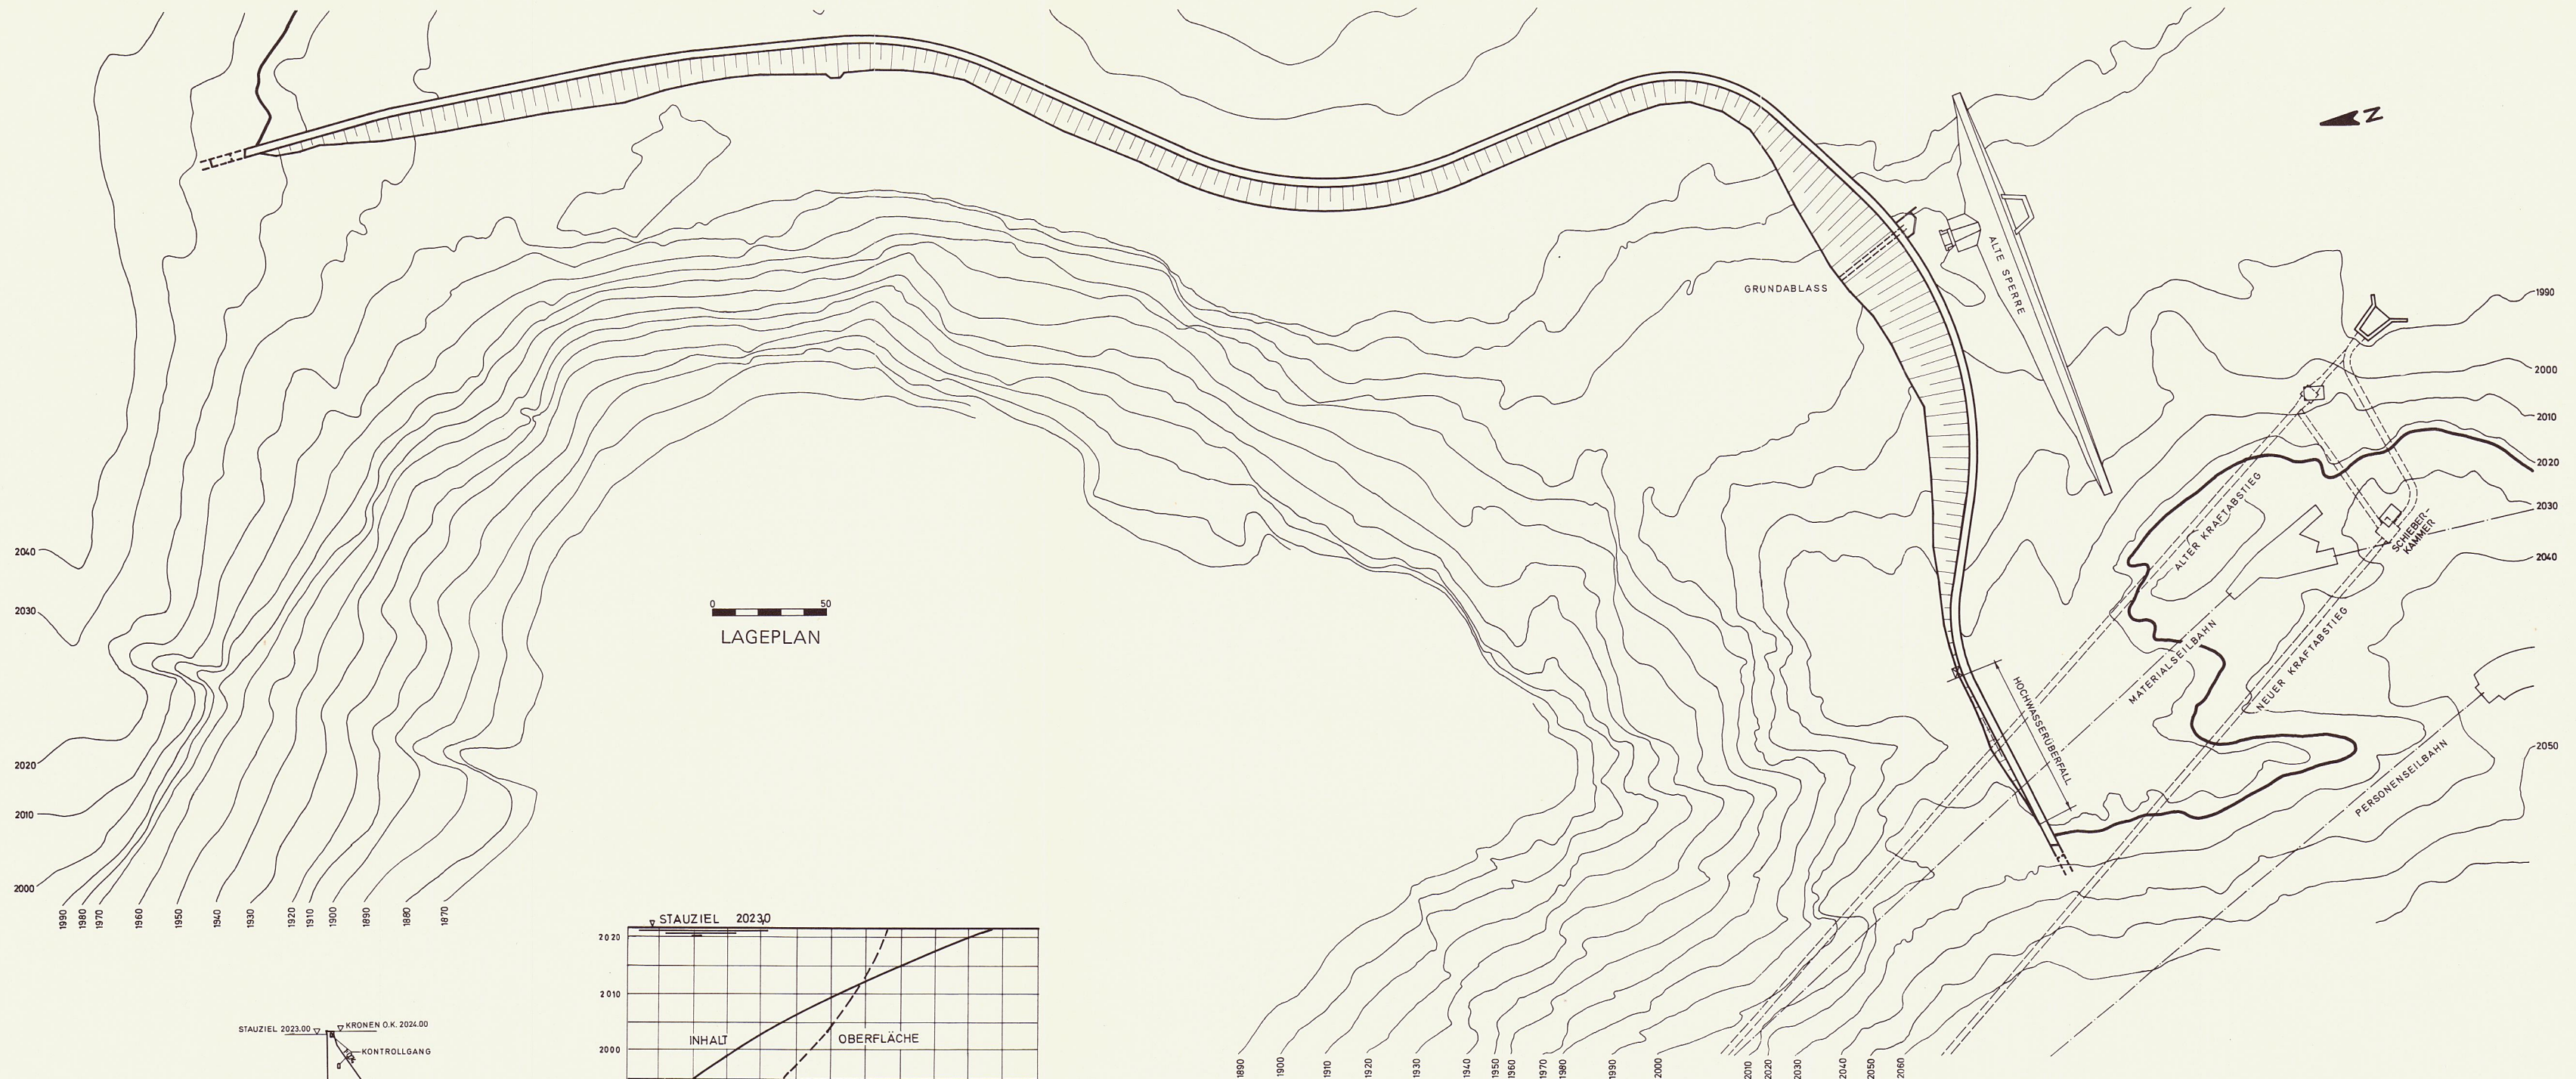 N
GRUNDABLASS
ALTE SPERRE
1990
2000
2010
2020
2030
2040
2050
ALTER KRAFTABSTIEG
SCHIEBER-
KAMMER
MATERIALSEILBAHN
NEUER KRAFTABSTIEG
HOCHWASSERÜBERFALL
PERSONENSEILBAHN
2040
2030
2020
2010
2000
0 50
LAGEPLAN
1990 1980 1970 1960 1950 1940 1930 1920 1910 1900 1890 1880 1870
STAUZIEL 2023,0
2020
2010
2000
INHALT
OBERFLÄCHE
STAUZIEL 2023.00
KRONEN O.K. 2024.00
KONTROLLGANG
1890 1900 1910 1920 1930 1940 1950 1960 1970 1980 1990 2000 2010 2020 2030 2040 2050 2060